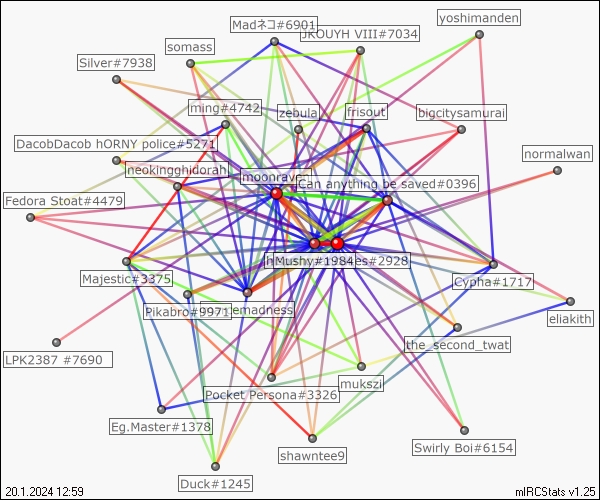 yoshimanden
Madネコ#6901
JKOUYH VIII#7034
somass
Silver#7938
ming#4742
zebula
frisout
bigcitysamurai
DacobDacob hORNY police#5271
normalwan
neokingghidorah
moonrave
Can anything be saved#0396
Fedora Stoat#4479
hMushy#1984
es#2928
Majestic#3375
Cypha#1717
Pikabro#9971
emadness
eliakith
the_second_twat
LPK2387 #7690
mukszi
Pocket Persona#3326
Eg.Master#1378
Swirly Boi#6154
shawntee9
Duck#1245
20.1.2024 12:59
mIRCStats v1.25